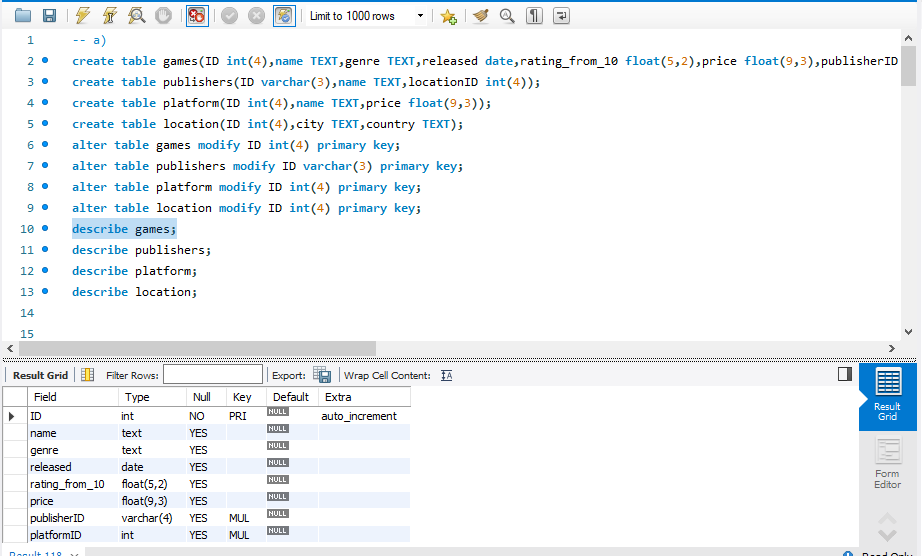 Limit to 1000 rows
1 -- a)
2 create table games(ID int(4),name TEXT,genre TEXT,released date,rating_from_10 float(5,2),price float(9,3),publisherID
3 create table publishers(ID varchar(3),name TEXT,locationID int(4));
4 create table platform(ID int(4),name TEXT,price float(9,3));
5 create table location(ID int(4),city TEXT,country TEXT);
6 alter table games modify ID int(4) primary key;
7 alter table publishers modify ID varchar(3) primary key;
8 alter table platform modify ID int(4) primary key;
9 alter table location modify ID int(4) primary key;
10 describe games;
11 describe publishers;
12 describe platform;
13 describe location;
14
15
Result Grid Filter Rows: Export: Wrap Cell Content: IA
Field Type Null Key Default Extra
ID int NO PRI NULL auto_increment
name text YES NULL
genre text YES NULL
released date YES NULL
rating_from_10 float(5,2) YES NULL
price float(9,3) YES NULL
publisherID varchar(4) YES MUL NULL
platformID int YES MUL NULL
Result
Grid
Form
Editor
Result 118
Read Only